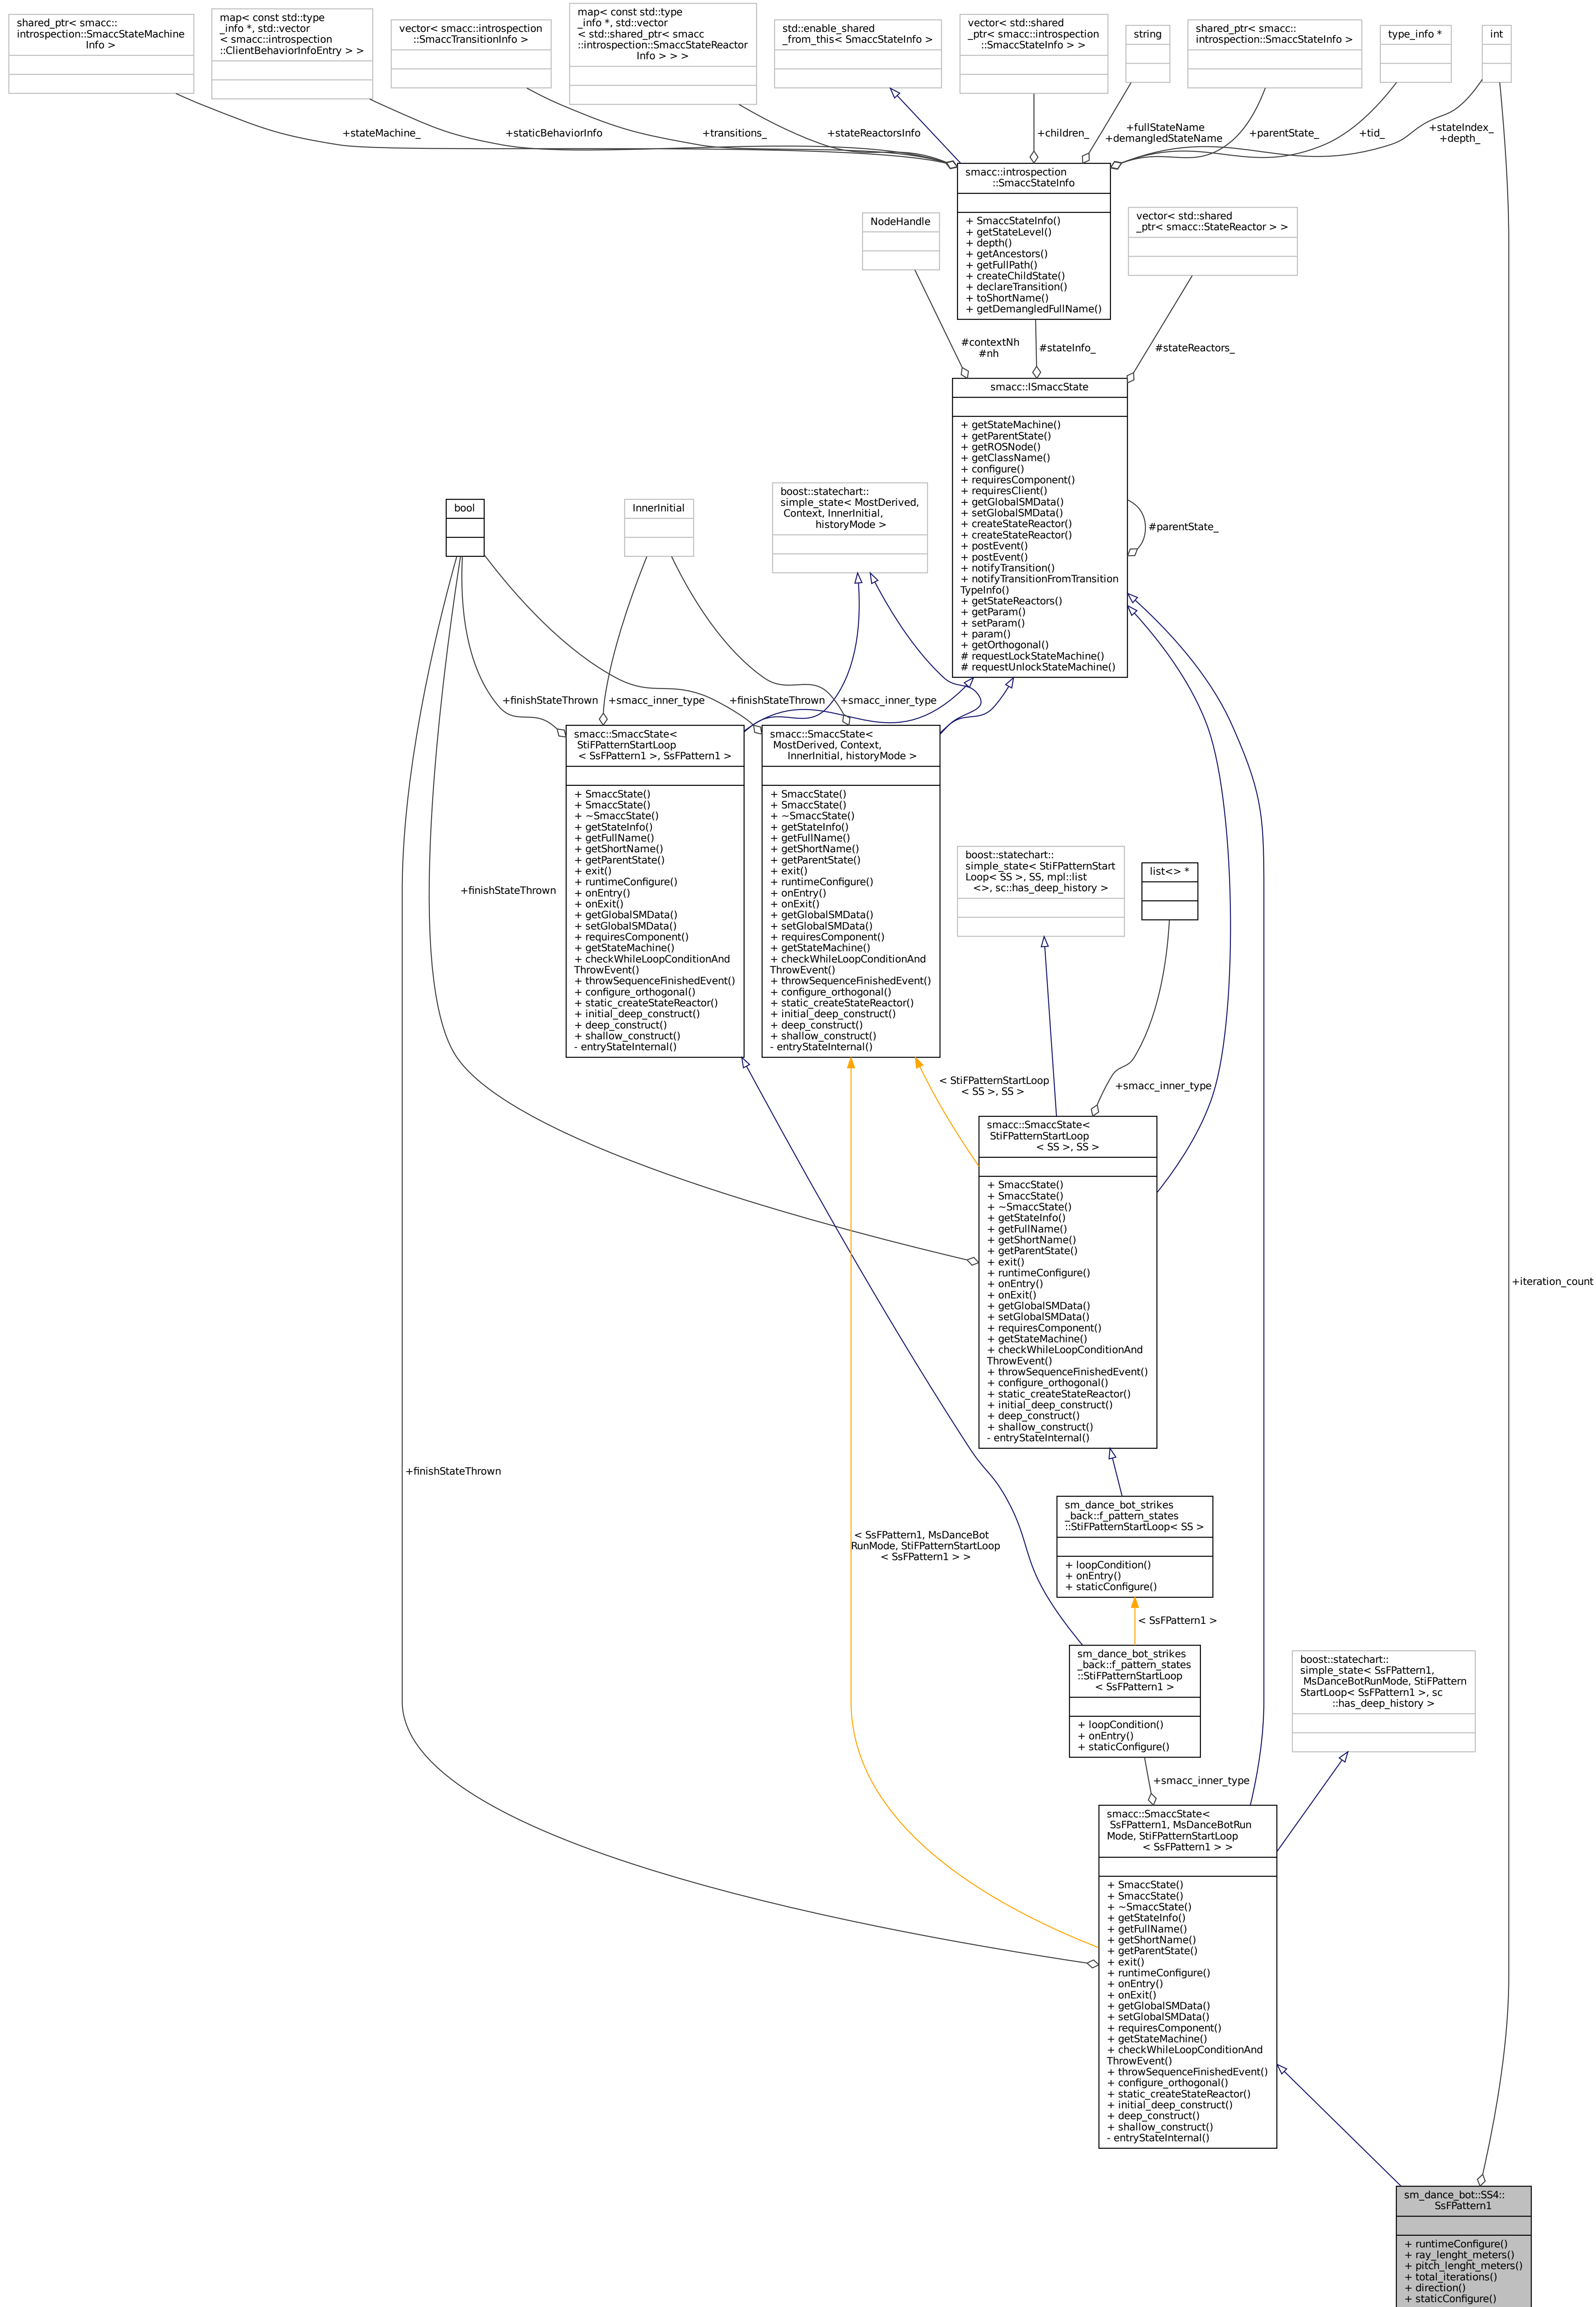 shared_ptr< smacc::
introspection::SmaccStateMachine
Info >
map< const std::type
_info *, std::vector
< smacc::introspection
::ClientBehaviorInfoEntry > >
vector< smacc::introspection
::SmaccTransitionInfo >
map< const std::type
_info *, std::vector
< std::shared_ptr< smacc
::introspection::SmaccStateReactor
Info > > >
std::enable_shared
_from_this< SmaccStateInfo >
vector< std::shared
_ptr< smacc::introspection
::SmaccStateInfo > >
string
shared_ptr< smacc::
introspection::SmaccStateInfo >
type_info *
int
+stateMachine_
+staticBehaviorInfo
+transitions_
+stateReactorsInfo
+children_
+fullStateName
+demangledStateName
+parentState_
+tid_
+stateIndex_
+depth_
smacc::introspection
::SmaccStateInfo
+ SmaccStateInfo()
+ getStateLevel()
+ depth()
+ getAncestors()
+ getFullPath()
+ createChildState()
+ declareTransition()
+ toShortName()
+ getDemangledFullName()
NodeHandle
vector< std::shared
_ptr< smacc::StateReactor > >
#contextNh
#nh
#stateInfo_
#stateReactors_
smacc::ISmaccState
+ getStateMachine()
+ getParentState()
+ getROSNode()
+ getClassName()
+ configure()
+ requiresComponent()
+ requiresClient()
+ getGlobalSMData()
+ setGlobalSMData()
+ createStateReactor()
+ createStateReactor()
+ postEvent()
+ postEvent()
+ notifyTransition()
+ notifyTransitionFromTransition
TypeInfo()
+ getStateReactors()
+ getParam()
+ setParam()
+ param()
+ getOrthogonal()
# requestLockStateMachine()
# requestUnlockStateMachine()
#parentState_
bool
InnerInitial
boost::statechart::
simple_state< MostDerived,
Context, InnerInitial,
historyMode >
+finishStateThrown
+smacc_inner_type
+finishStateThrown
+smacc_inner_type
smacc::SmaccState<
StiFPatternStartLoop
< SsFPattern1 >, SsFPattern1 >
+ SmaccState()
+ SmaccState()
+ ~SmaccState()
+ getStateInfo()
+ getFullName()
+ getShortName()
+ getParentState()
+ exit()
+ runtimeConfigure()
+ onEntry()
+ onExit()
+ getGlobalSMData()
+ setGlobalSMData()
+ requiresComponent()
+ getStateMachine()
+ checkWhileLoopConditionAnd
ThrowEvent()
+ throwSequenceFinishedEvent()
+ configure_orthogonal()
+ static_createStateReactor()
+ initial_deep_construct()
+ deep_construct()
+ shallow_construct()
- entryStateInternal()
smacc::SmaccState<
MostDerived, Context,
InnerInitial, historyMode >
+ SmaccState()
+ SmaccState()
+ ~SmaccState()
+ getStateInfo()
+ getFullName()
+ getShortName()
+ getParentState()
+ exit()
+ runtimeConfigure()
+ onEntry()
+ onExit()
+ getGlobalSMData()
+ setGlobalSMData()
+ requiresComponent()
+ getStateMachine()
+ checkWhileLoopConditionAnd
ThrowEvent()
+ throwSequenceFinishedEvent()
+ configure_orthogonal()
+ static_createStateReactor()
+ initial_deep_construct()
+ deep_construct()
+ shallow_construct()
- entryStateInternal()
boost::statechart::
simple_state< StiFPatternStart
Loop< SS >, SS, mpl::list
<>, sc::has_deep_history >
list<> *
+finishStateThrown
< StiFPatternStartLoop
< SS >, SS >
+smacc_inner_type
smacc::SmaccState<
StiFPatternStartLoop
< SS >, SS >
+ SmaccState()
+ SmaccState()
+ ~SmaccState()
+ getStateInfo()
+ getFullName()
+ getShortName()
+ getParentState()
+ exit()
+ runtimeConfigure()
+ onEntry()
+ onExit()
+ getGlobalSMData()
+ setGlobalSMData()
+ requiresComponent()
+ getStateMachine()
+ checkWhileLoopConditionAnd
ThrowEvent()
+ throwSequenceFinishedEvent()
+ configure_orthogonal()
+ static_createStateReactor()
+ initial_deep_construct()
+ deep_construct()
+ shallow_construct()
- entryStateInternal()
+iteration_count
+finishStateThrown
sm_dance_bot_strikes
_back::f_pattern_states
::StiFPatternStartLoop< SS >
+ loopCondition()
+ onEntry()
+ staticConfigure()
< SsFPattern1, MsDanceBot
RunMode, StiFPatternStartLoop
< SsFPattern1 > >
< SsFPattern1 >
sm_dance_bot_strikes
_back::f_pattern_states
::StiFPatternStartLoop
< SsFPattern1 >
+ loopCondition()
+ onEntry()
+ staticConfigure()
boost::statechart::
simple_state< SsFPattern1,
MsDanceBotRunMode, StiFPattern
StartLoop< SsFPattern1 >, sc
::has_deep_history >
+smacc_inner_type
smacc::SmaccState<
SsFPattern1, MsDanceBotRun
Mode, StiFPatternStartLoop
< SsFPattern1 > >
+ SmaccState()
+ SmaccState()
+ ~SmaccState()
+ getStateInfo()
+ getFullName()
+ getShortName()
+ getParentState()
+ exit()
+ runtimeConfigure()
+ onEntry()
+ onExit()
+ getGlobalSMData()
+ setGlobalSMData()
+ requiresComponent()
+ getStateMachine()
+ checkWhileLoopConditionAnd
ThrowEvent()
+ throwSequenceFinishedEvent()
+ configure_orthogonal()
+ static_createStateReactor()
+ initial_deep_construct()
+ deep_construct()
+ shallow_construct()
- entryStateInternal()
sm_dance_bot::SS4::
SsFPattern1
+ runtimeConfigure()
+ ray_lenght_meters()
+ pitch_lenght_meters()
+ total_iterations()
+ direction()
+ staticConfigure()